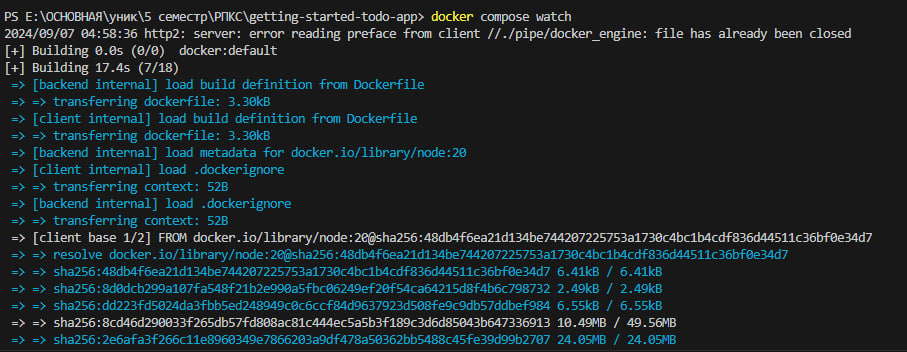 PS E:\ОСНОВНАЯ\уник\5 семестр\РПКС\getting-started-todo-app> docker compose watch
2024/09/07 04:58:36 http2: server: error reading preface from client //./pipe/docker_engine: file has already been closed
[+] Building 0.0s (0/0)  docker:default
[+] Building 17.4s (7/18)
=> [backend internal] load build definition from Dockerfile
=> => transferring dockerfile: 3.30kB
=> [client internal] load build definition from Dockerfile
=> => transferring dockerfile: 3.30kB
=> [backend internal] load metadata for docker.io/library/node:20
=> [client internal] load .dockerignore
=> => transferring context: 52B
=> [backend internal] load .dockerignore
=> => transferring context: 52B
=> [client base 1/2] FROM docker.io/library/node:20@sha256:48db4f6ea21d134be744207225753a1730c4bc1b4cdf836d44511c36bf0e34d7
=> => resolve docker.io/library/node:20@sha256:48db4f6ea21d134be744207225753a1730c4bc1b4cdf836d44511c36bf0e34d7
=> => sha256:48db4f6ea21d134be744207225753a1730c4bc1b4cdf836d44511c36bf0e34d7 6.41kB / 6.41kB
=> => sha256:8d0dcb299a107fa548f21b2e990a5fbc06249ef20f54ca64215d8f4b6c798732 2.49kB / 2.49kB
=> => sha256:dd223fd5024da3fbb5ed248949c0c6ccf84d9637923d508fe9c9db57ddbef984 6.55kB / 6.55kB
=> => sha256:8cd46d290033f265db57fd808ac81c444ec5a5b3f189c3d6d85043b647336913 10.49MB / 49.56MB
=> => sha256:2e6afa3f266c11e8960349e7866203a9df478a50362bb5488c45fe39d99b2707 24.05MB / 24.05MB